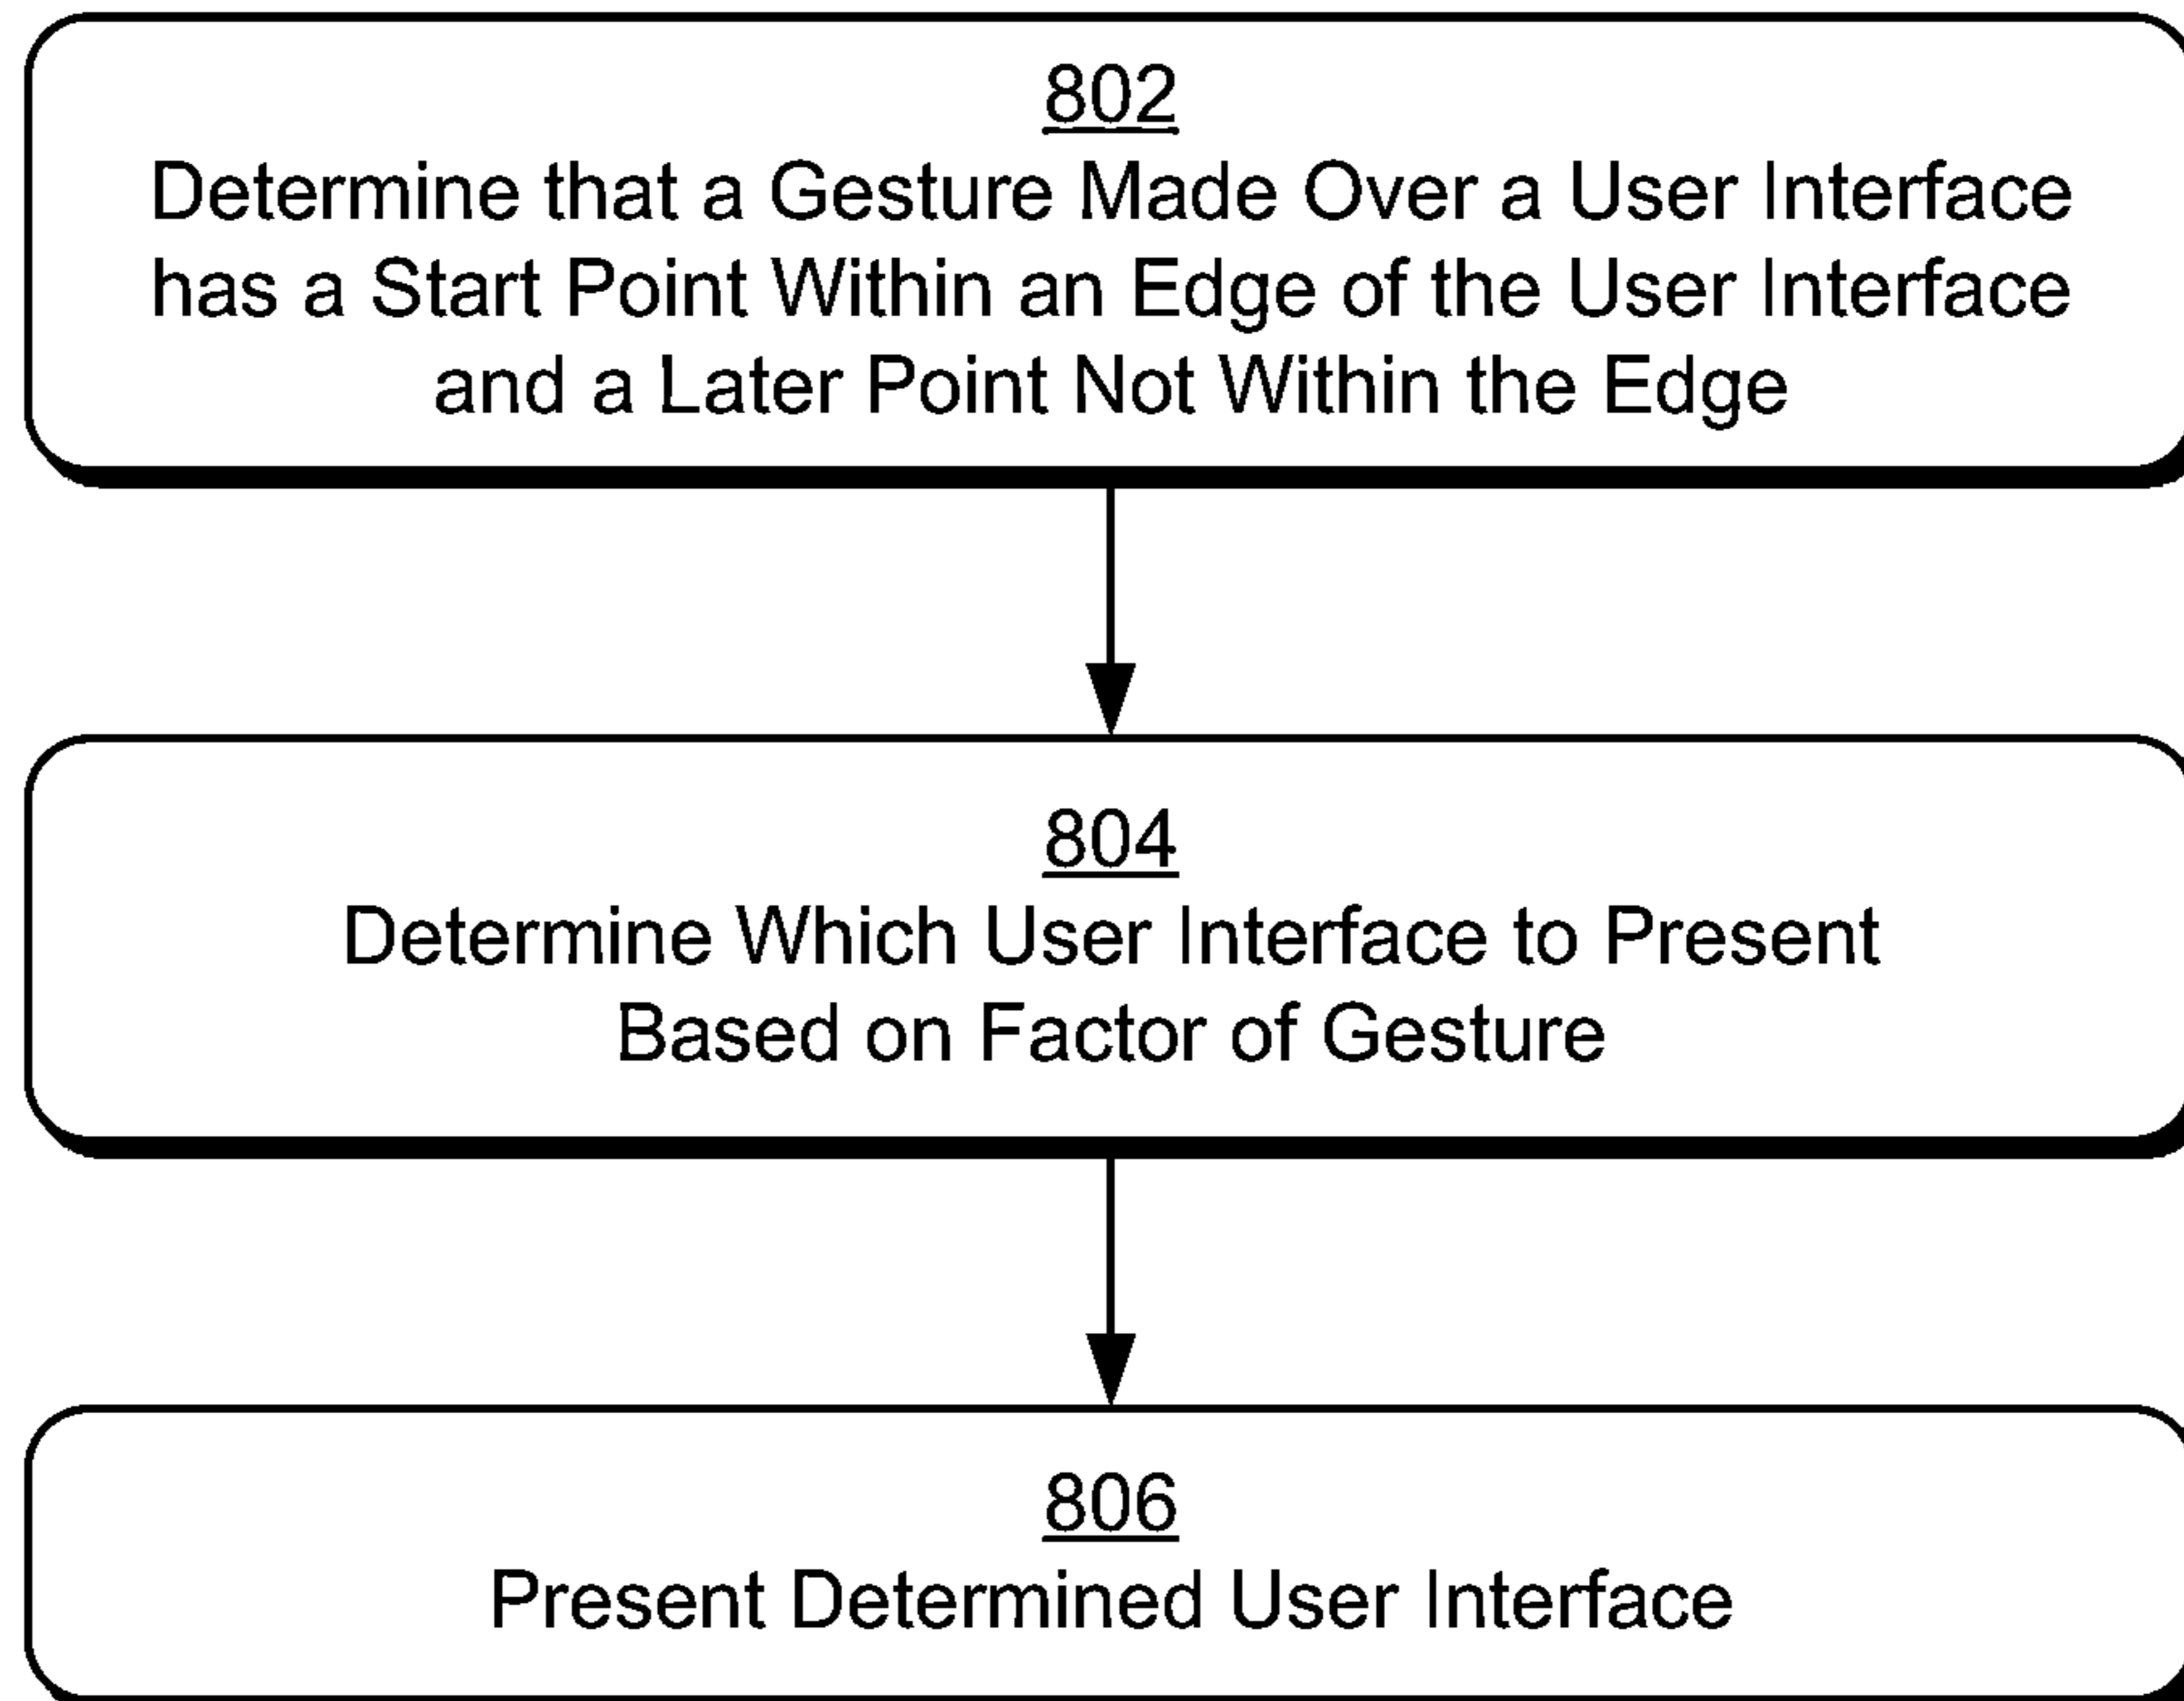 802
Determine that a Gesture Made Over a User Interface
has a Start Point Within an Edge of the User Interface
and a Later Point Not Within the Edge
804
Determine Which User Interface to Present
Based on Factor of Gesture
806
Present Determined User Interface